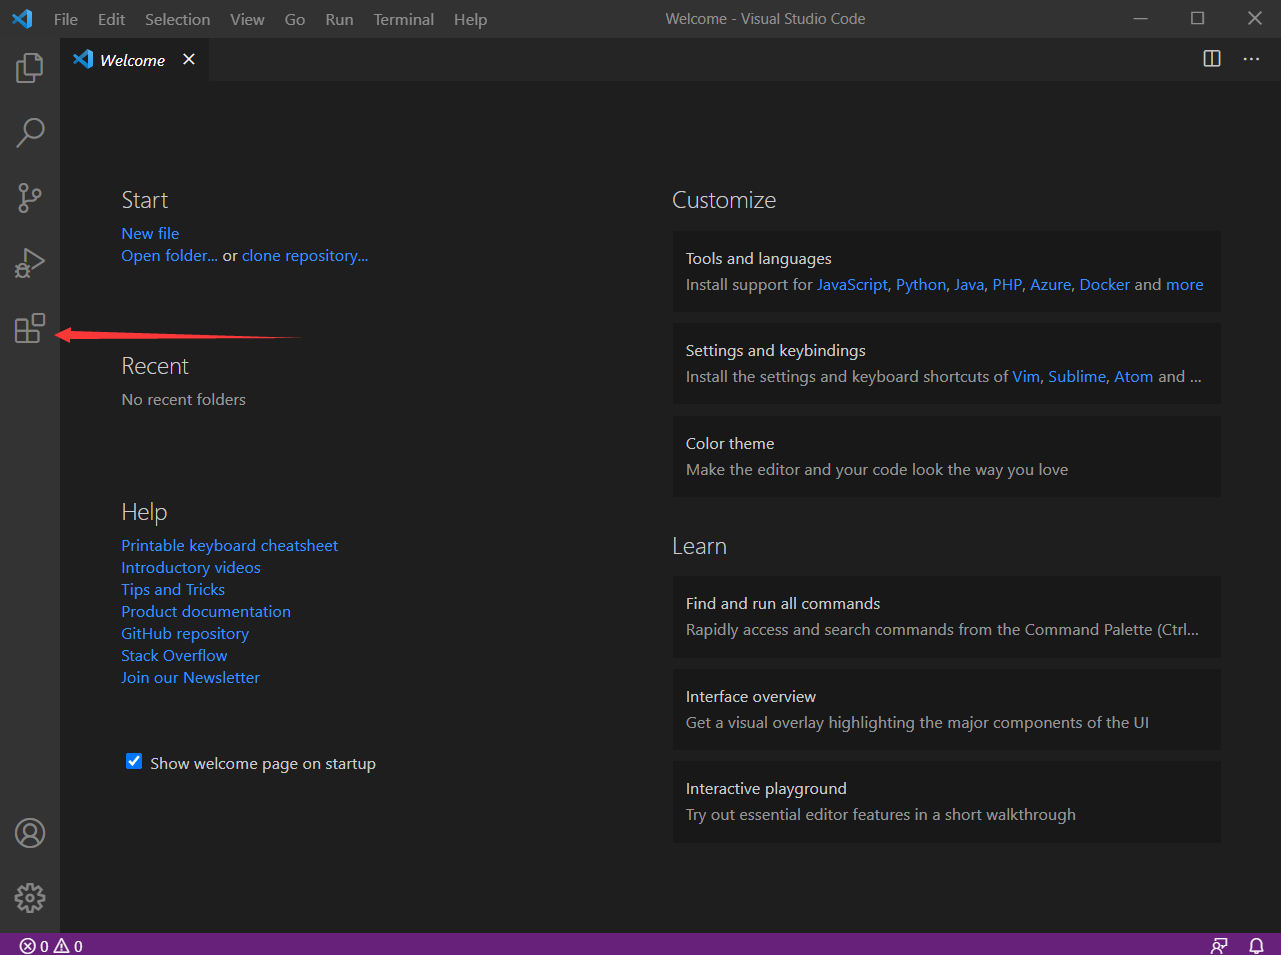 File Edit Selection View Go Run Terminal Help
Welcome - Visual Studio Code
Welcome
Start
New file
Open folder... or clone repository...
Recent
No recent folders
Help
Printable keyboard cheatsheet
Introductory videos
Tips and Tricks
Product documentation
GitHub repository
Stack Overflow
Join our Newsletter
Show welcome page on startup
Customize
Tools and languages
Install support for JavaScript, Python, Java, PHP, Azure, Docker and more
Settings and keybindings
Install the settings and keyboard shortcuts of Vim, Sublime, Atom and ...
Color theme
Make the editor and your code look the way you love
Learn
Find and run all commands
Rapidly access and search commands from the Command Palette (Ctrl...
Interface overview
Get a visual overlay highlighting the major components of the UI
Interactive playground
Try out essential editor features in a short walkthrough
0 0